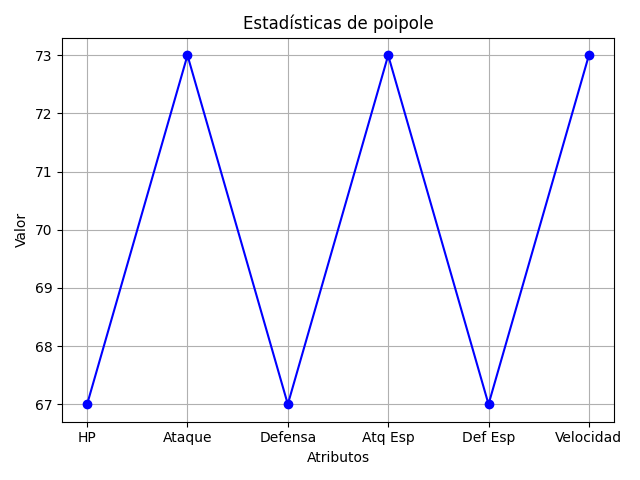 Estadísticas de poipole
73
72
71
70
69
68
67
Valor
HP Ataque Defensa Atq Esp Def Esp Velocidad
Atributos